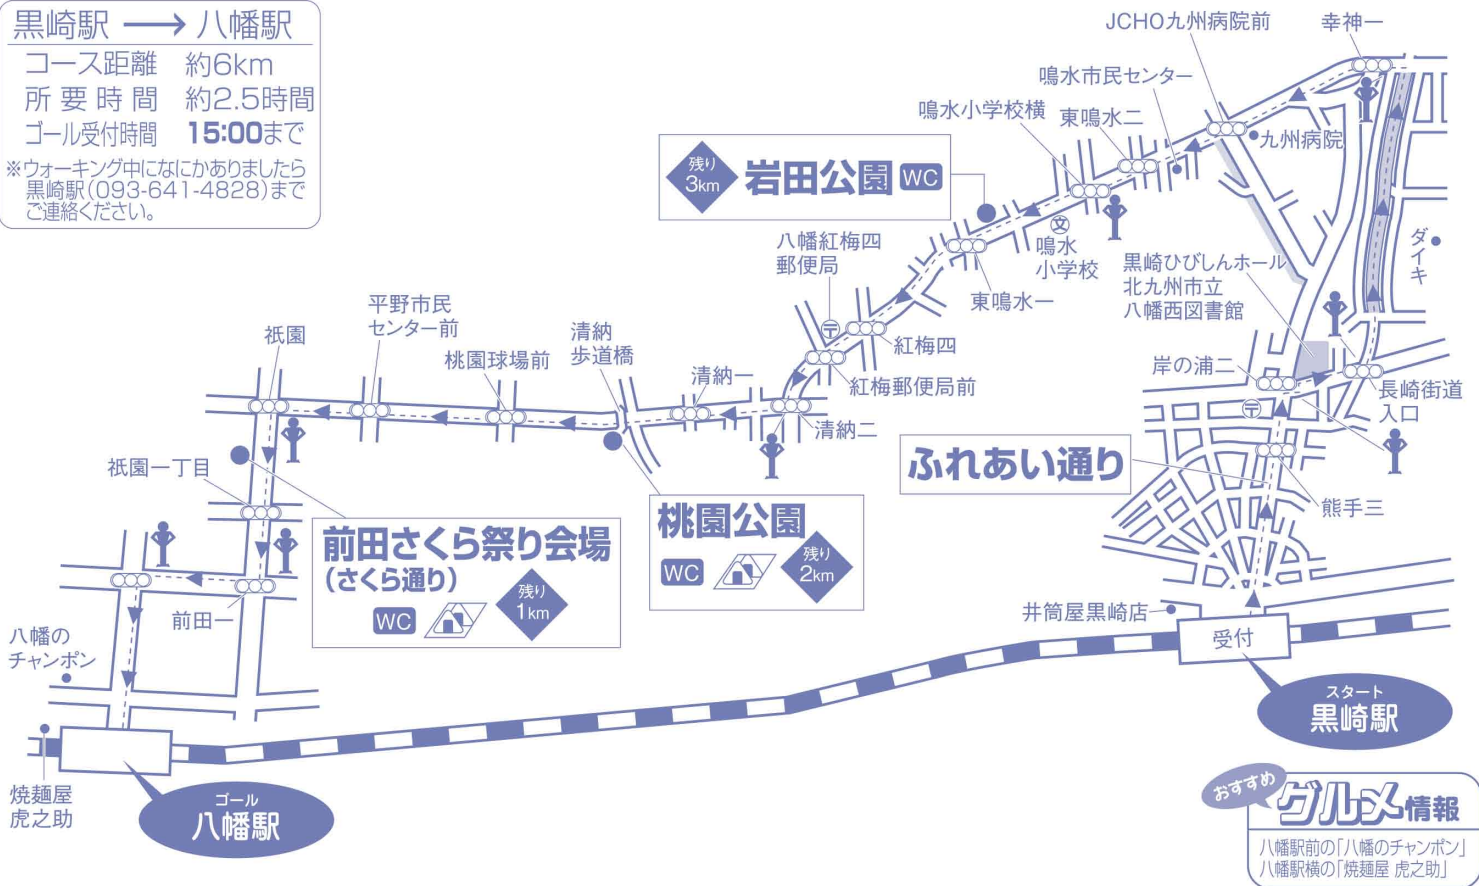 黒崎駅 → 八幡駅
コース距離 約6km
所要時間 約2.5時間
ゴール受付時間 15:00まで
※ウォーキング中になにかありましたら
黒崎駅(093-641-4828)まで
ご連絡ください。
JCHO九州病院前
幸神一
鳴水市民センター
鳴水小学校横
東鳴水二
九州病院
残り
3km
岩田公園 WC
文
鳴水
小学校
八幡紅梅四
郵便局
〒
東鳴水一
黒崎ひびしんホール
北九州市立
八幡西図書館
ダイキ
平野市民
センター前
祇園
清納
歩道橋
桃園球場前
清納一
紅梅四
紅梅郵便局前
岸の浦二
長崎街道
入口
〒
清納二
ふれあい通り
祇園一丁目
熊手三
前田さくら祭り会場
(さくら通り)
WC
残り
1km
桃園公園
WC
残り
2km
前田一
井筒屋黒崎店
受付
八幡の
チャンポン
スタート
黒崎駅
焼麺屋
虎之助
ゴール
八幡駅
おすすめ
グルメ情報
八幡駅前の「八幡のチャンポン」
八幡駅横の「焼麺屋 虎之助」